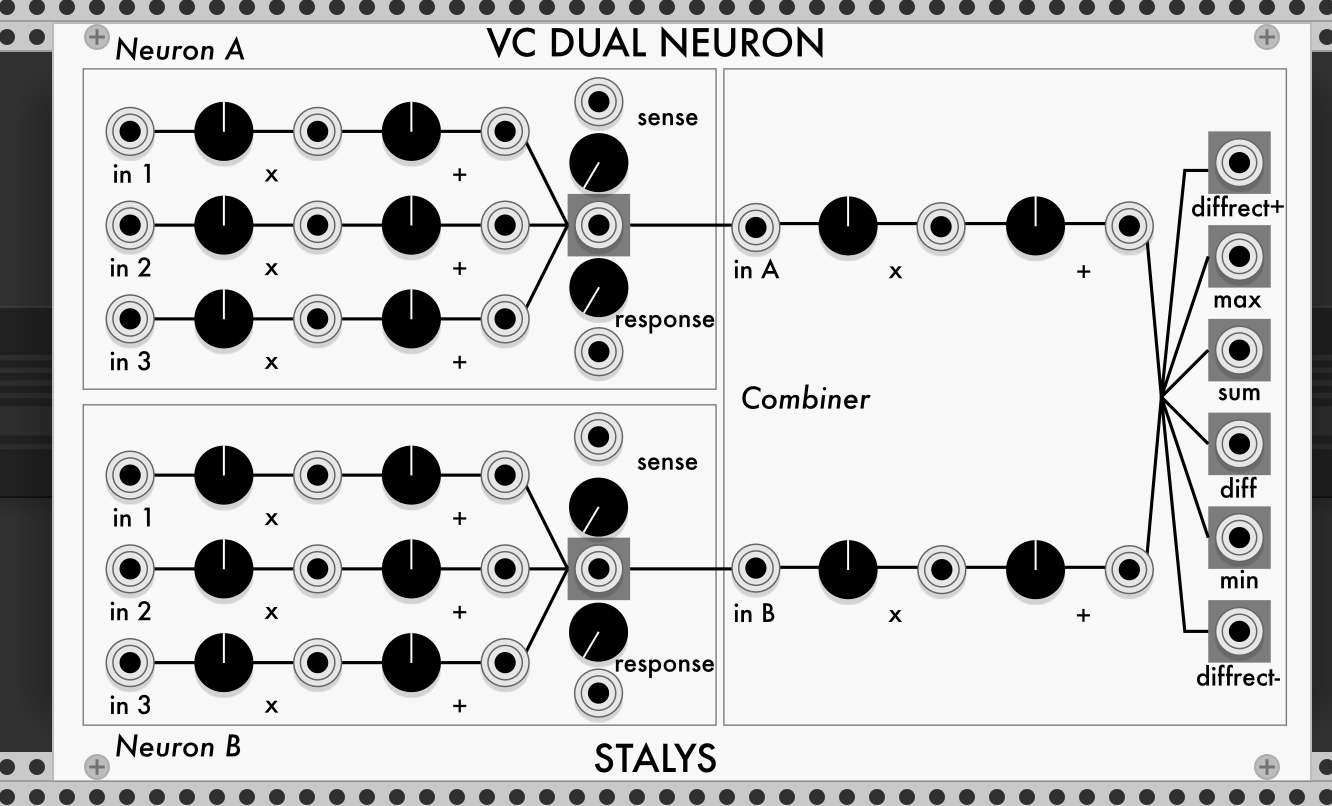 VC DUAL NEURON
Neuron A
sense
in 1 x +
in 2 x +
response
in 3 x +
in A x +
Combiner
diffrect+
max
sum
diff
min
diffrect-
sense
in 1 x +
in 2 x +
in B x +
response
in 3 x +
Neuron B
STALYS